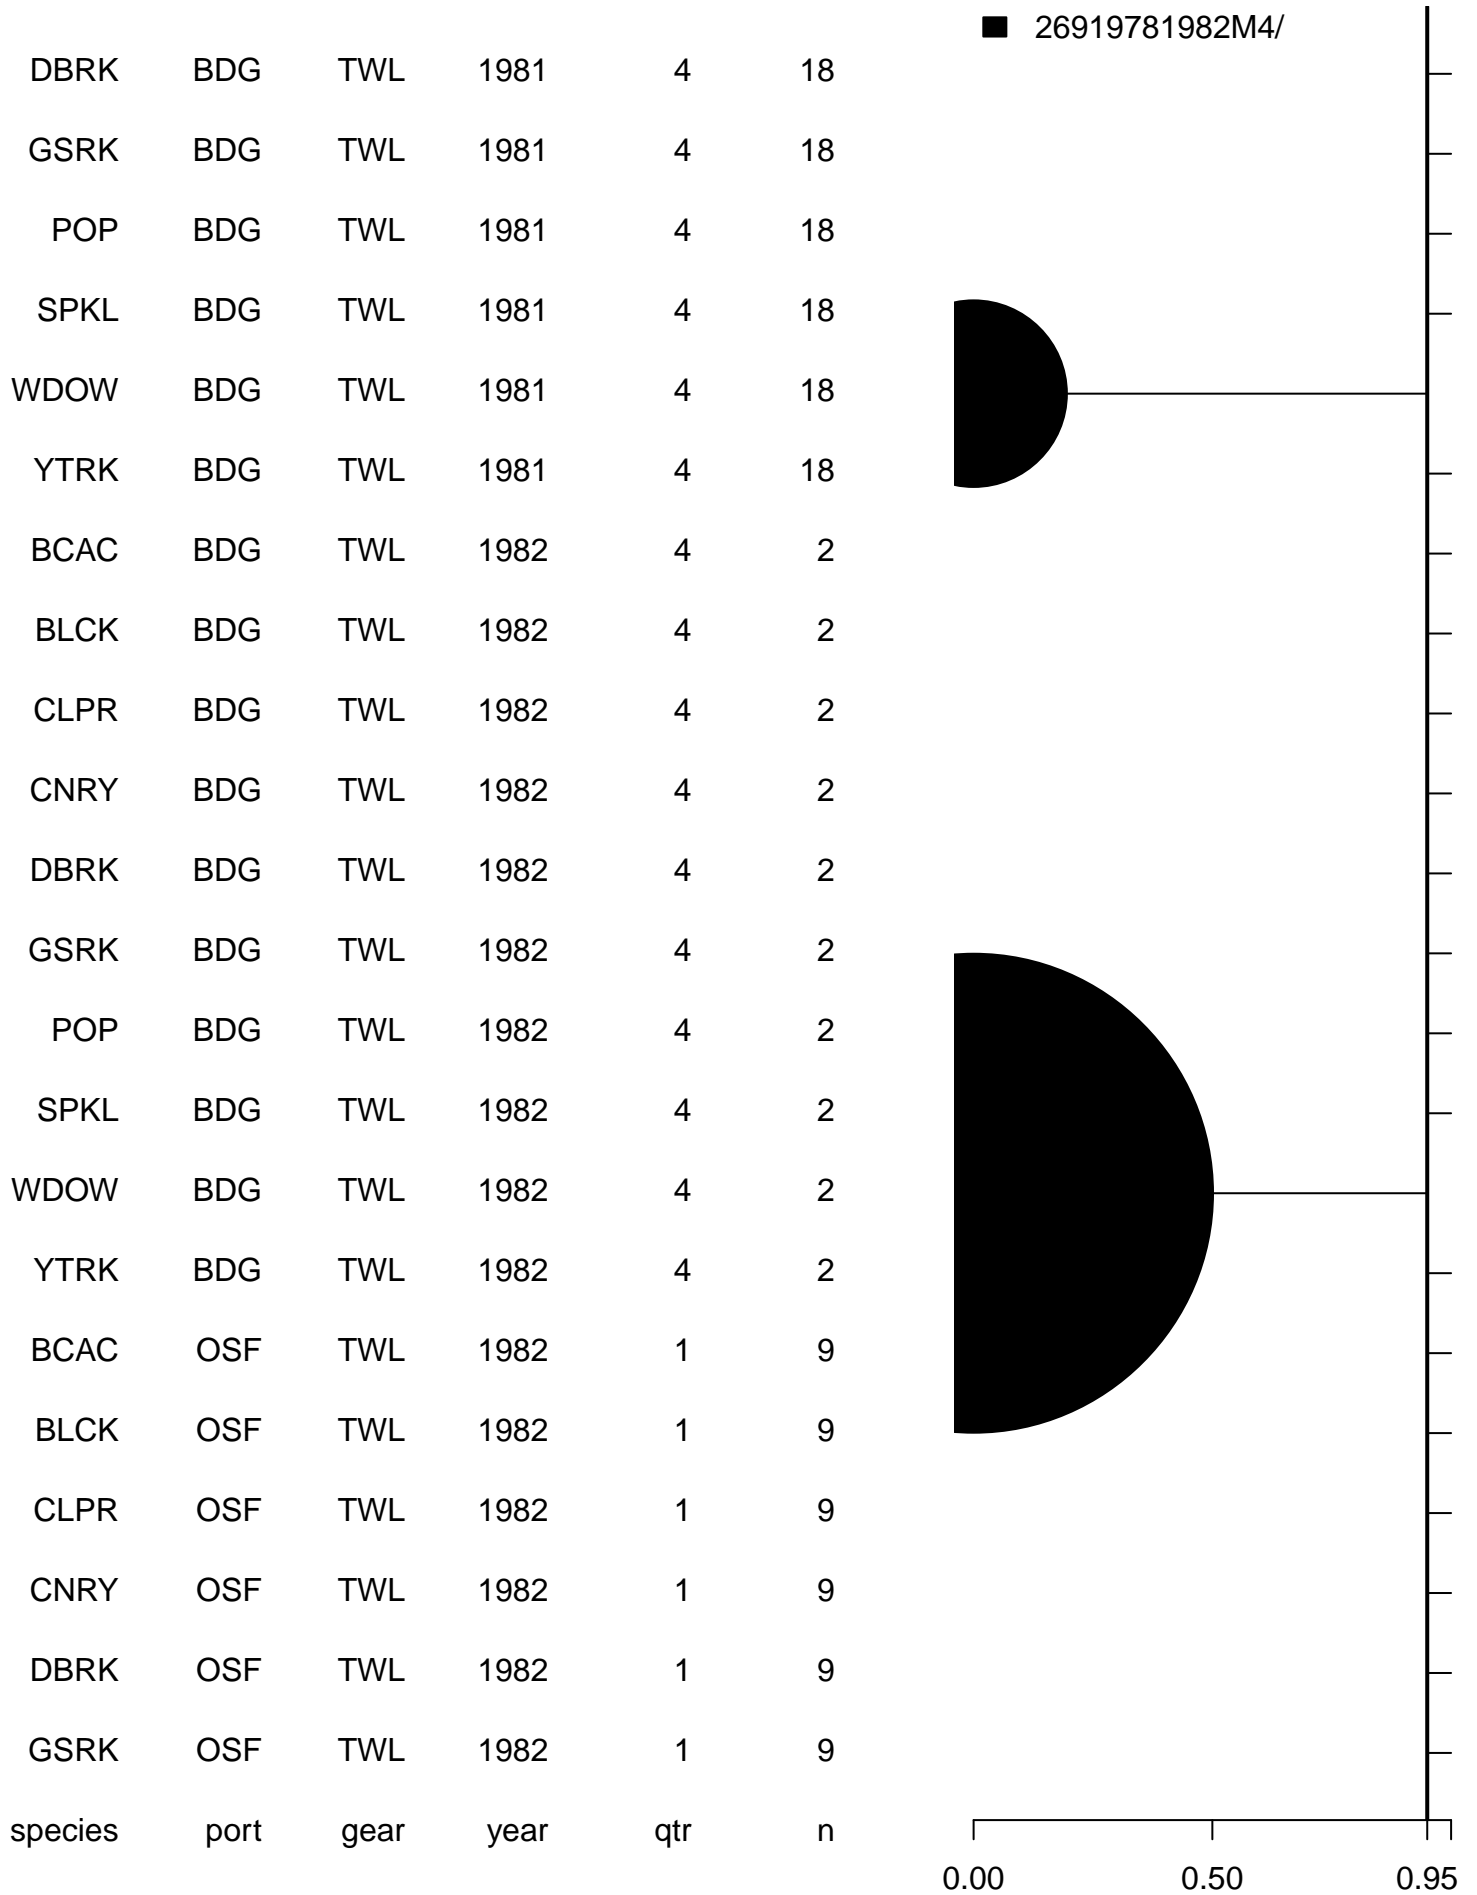 26919781982M4/
DBRK BDG TWL 1981 4 18
GSRK BDG TWL 1981 4 18
POP BDG TWL 1981 4 18
SPKL BDG TWL 1981 4 18
WDOW BDG TWL 1981 4 18
YTRK BDG TWL 1981 4 18
BCAC BDG TWL 1982 4 2
BLCK BDG TWL 1982 4 2
CLPR BDG TWL 1982 4 2
CNRY BDG TWL 1982 4 2
DBRK BDG TWL 1982 4 2
GSRK BDG TWL 1982 4 2
POP BDG TWL 1982 4 2
SPKL BDG TWL 1982 4 2
WDOW BDG TWL 1982 4 2
YTRK BDG TWL 1982 4 2
BCAC OSF TWL 1982 1 9
BLCK OSF TWL 1982 1 9
CLPR OSF TWL 1982 1 9
CNRY OSF TWL 1982 1 9
DBRK OSF TWL 1982 1 9
GSRK OSF TWL 1982 1 9
species port gear year qtr n
0.00 0.50 0.95